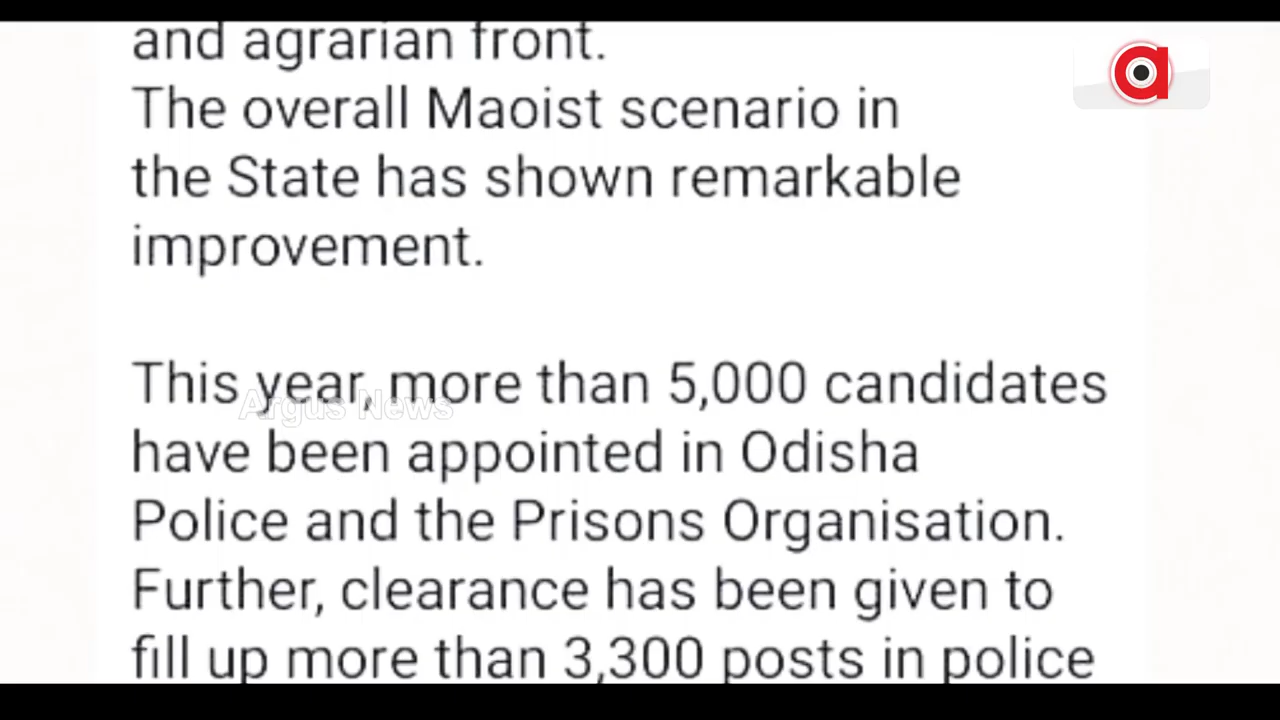 and agrarian front.
The overall Maoist scenario in
the State has shown remarkable
improvement.
This year, more than 5,000 candidates
Argus News
have been appointed in Odisha
Police and the Prisons Organisation.
Further, clearance has been given to
fill up more than 3,300 posts in police